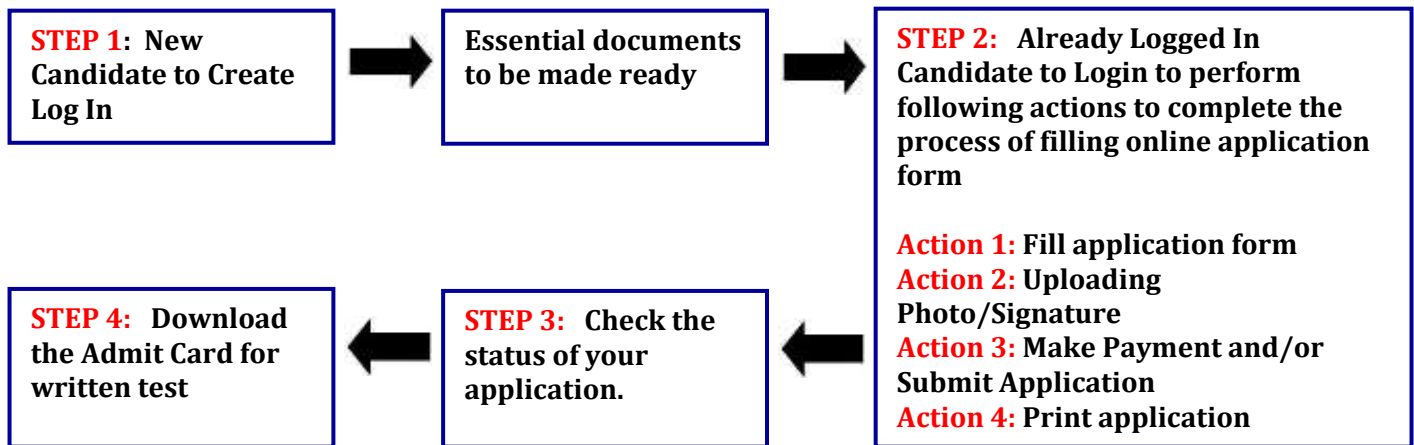 STEP 1: New
Candidate to Create
Log In
Essential documents
to be made ready
STEP 2: Already Logged In
Candidate to Login to perform
following actions to complete the
process of filling online application
form
Action 1: Fill application form
Action 2: Uploading
Photo/Signature
Action 3: Make Payment and/or
Submit Application
Action 4: Print application
STEP 3: Check the
status of your
application.
STEP 4: Download
the Admit Card for
written test